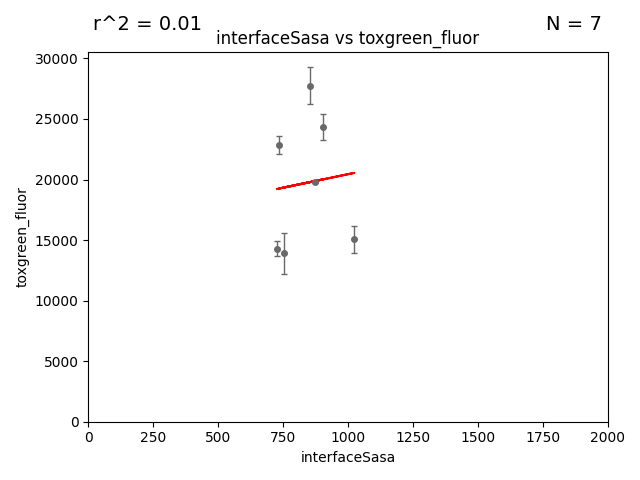 r^2 = 0.01
N = 7
interfaceSasa vs toxgreen_fluor
30000
25000
20000
15000
10000
5000
0
toxgreen_fluor
0 250 500 750 1000 1250 1500 1750 2000
interfaceSasa